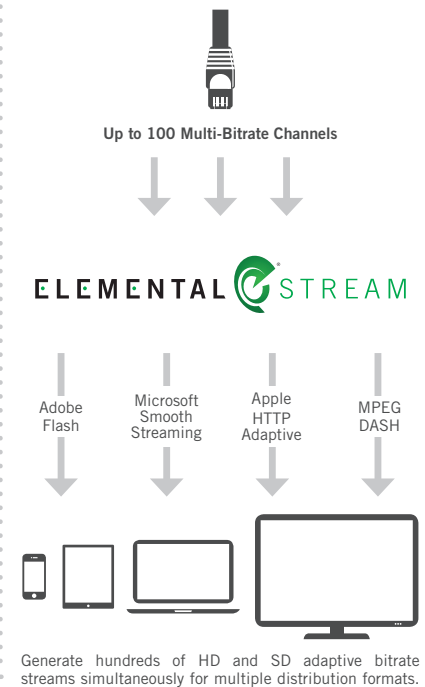 Up to 100 Multi-Bitrate Channels
ELEMENTAL STREAM®
Adobe
Flash
Microsoft
Smooth
Streaming
Apple
HTTP
Adaptive
MPEG
DASH
Generate hundreds of HD and SD adaptive bitrate
streams simultaneously for multiple distribution formats.